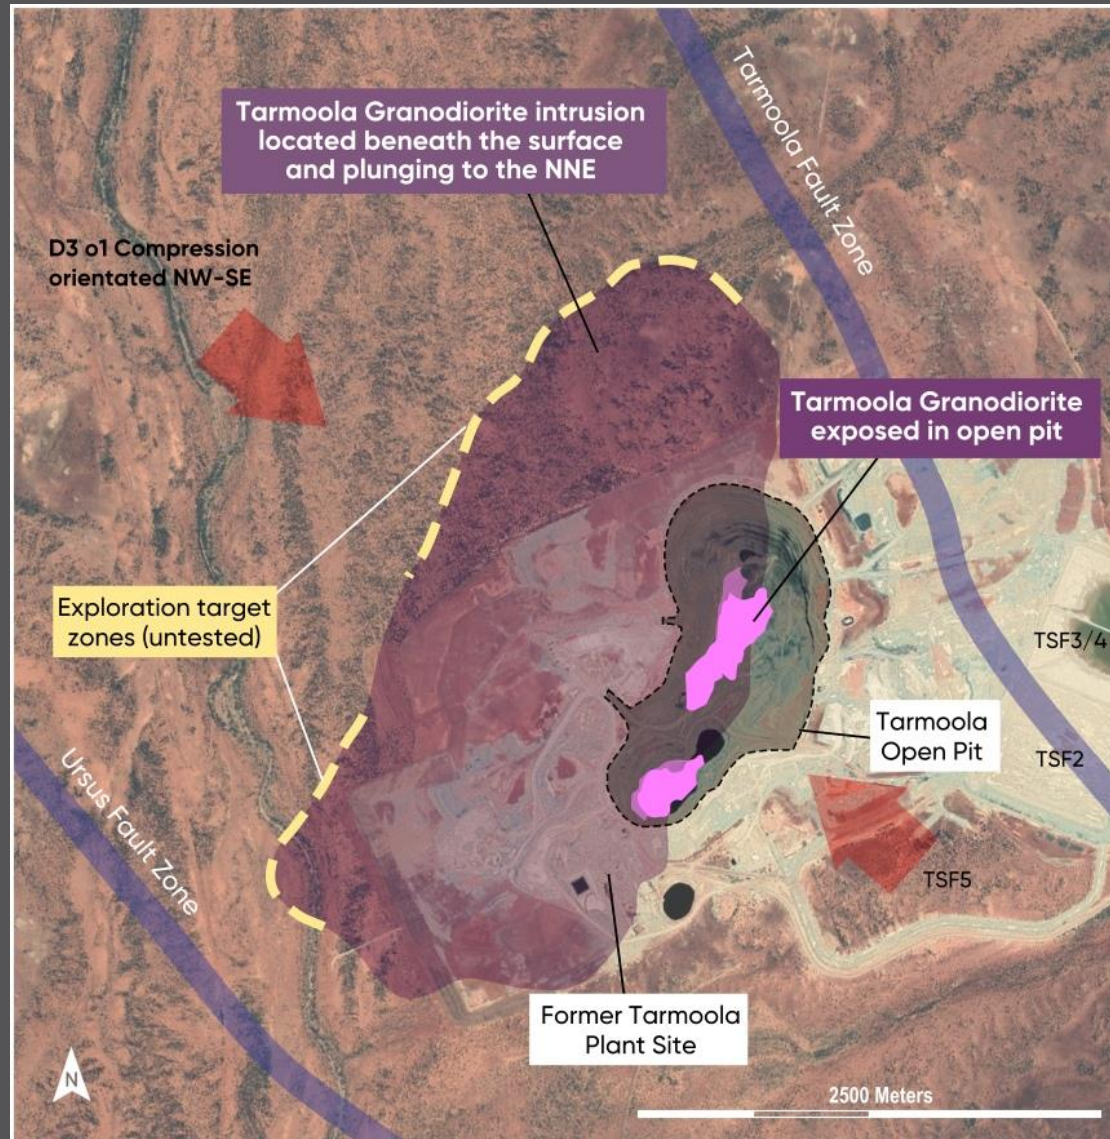 Tarmoola Fault Zone
Tarmoola Granodiorite intrusion
located beneath the surface
and plunging to the NNE
D3 o1 Compression
orientated NW-SE
Tarmoola Granodiorite
exposed in open pit
Exploration target
zones (untested)
TSF3/4
Tarmoola
Open Pit
TSF2
Ursus Fault Zone
TSF5
Former Tarmoola
Plant Site
N
2500 Meters